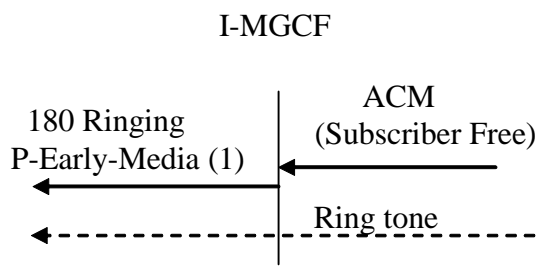 I-MGCF
ACM
(Subscriber Free)
180 Ringing
P-Early-Media (1)
Ring tone